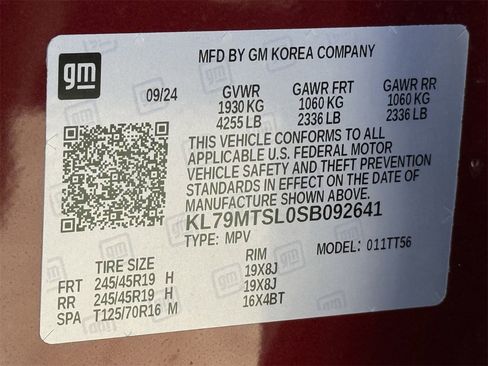 gm
MFD BY GM KOREA COMPANY
09/24 GVWR GAWR FRT GAWR RR
1930 KG 1060 KG 1060 KG
4255 LB 2336 LB 2336 LB
THIS VEHICLE CONFORMS TO ALL
APPLICABLE U.S. FEDERAL MOTOR
VEHICLE SAFETY AND THEFT PREVENTION
STANDARDS IN EFFECT ON THE DATE OF
MANUFACTURE SHOWN ABOVE.
KL79MTSL0SB092641
TYPE: MPV MODEL: 011TT56
TIRE SIZE RIM
FRT 245/45R19 H 19X8J
RR 245/45R19 H 19X8J
SPA T125/70R16 M 16X4BT